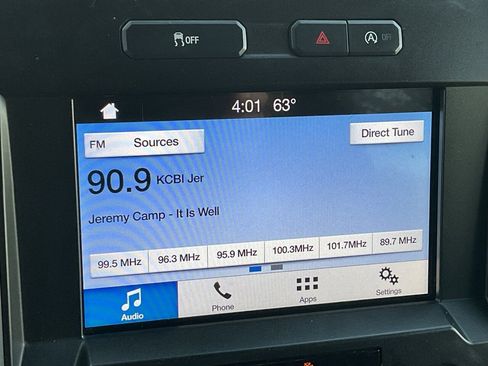 OFF
A OFF
4:01 63°
FM Sources
Direct Tune
90.9 KCBI Jer
Jeremy Camp - It Is Well
99.5 MHz 96.3 MHz 95.9 MHz 100.3MHz 101.7MHz 89.7 MHz
Audio Phone Apps Settings